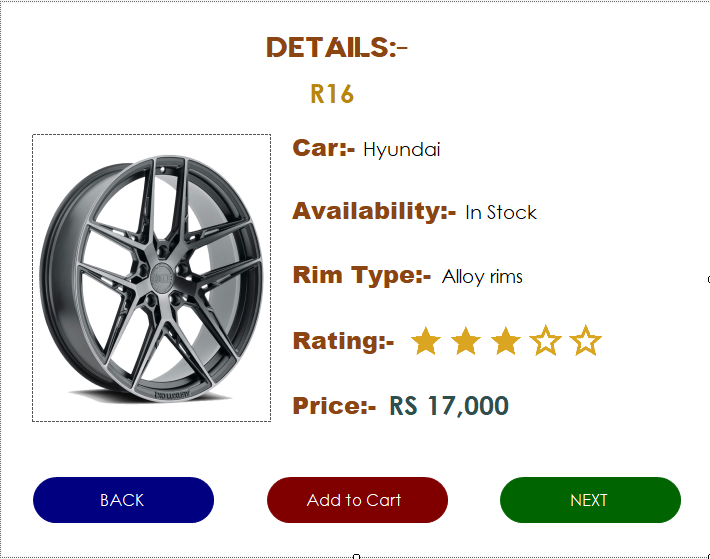 DETAILS:-
R16
Car:- Hyundai
Availability:- In Stock
Rim Type:- Alloy rims
Rating:-
Price:- RS 17,000
BACK
Add to Cart
NEXT